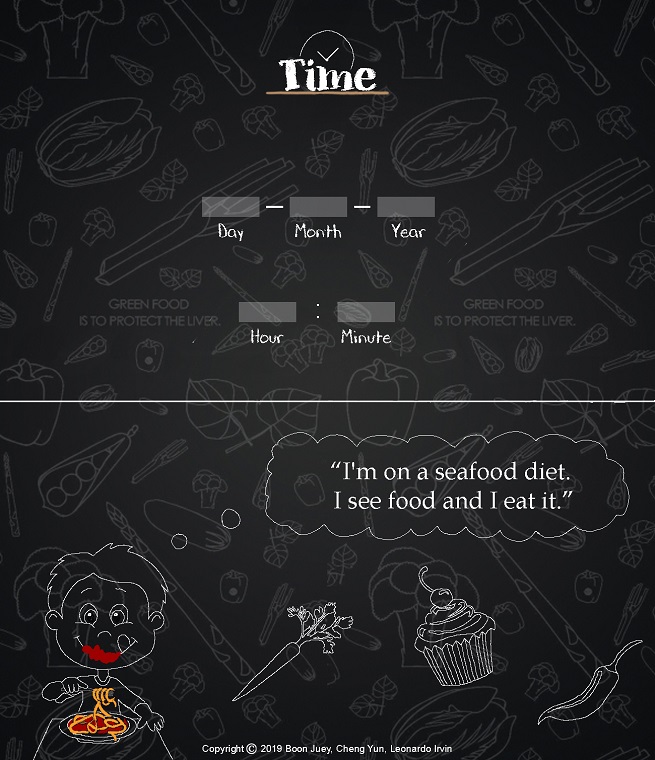 Time
Day Month Year
GREEN FOOD
IS TO PROTECT THE LIVER.
GREEN FOOD
IS TO PROTECT THE LIVER.
Hour : Minute
“I'm on a seafood diet.
I see food and I eat it.”
Copyright © 2019 Boon Juey, Cheng Yun, Leonardo Irvin